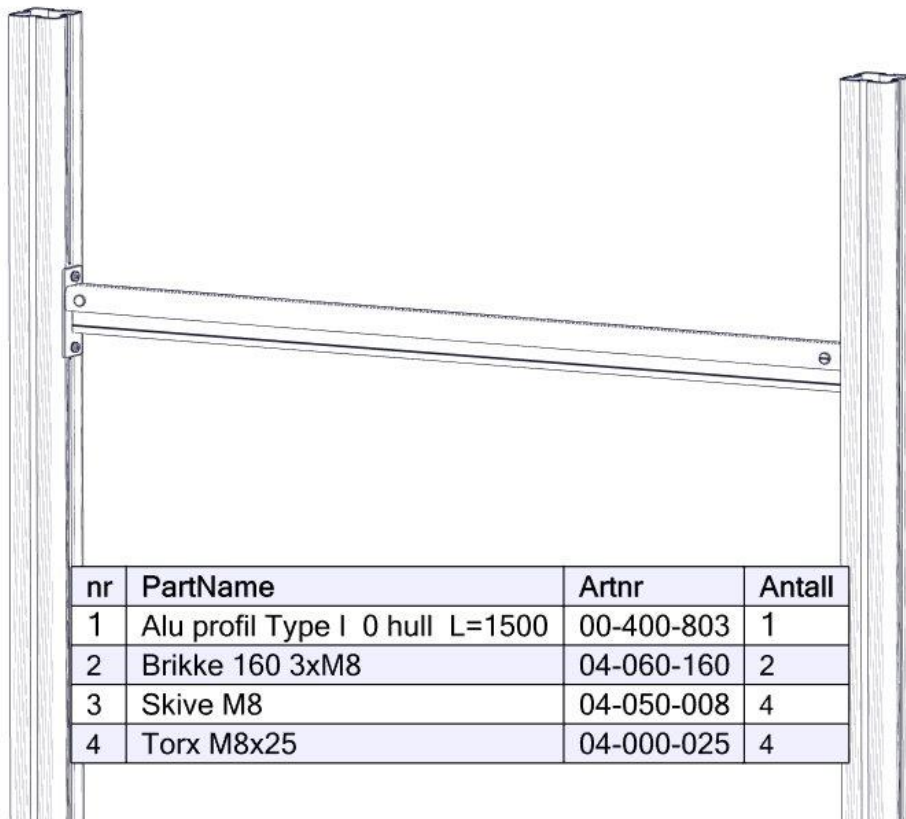 nr PartName Artnr Antall
1 Alu profil Type I 0 hull L=1500 00-400-803 1
2 Brikke 160 3xM8 04-060-160 2
3 Skive M8 04-050-008 4
4 Torx M8x25 04-000-025 4